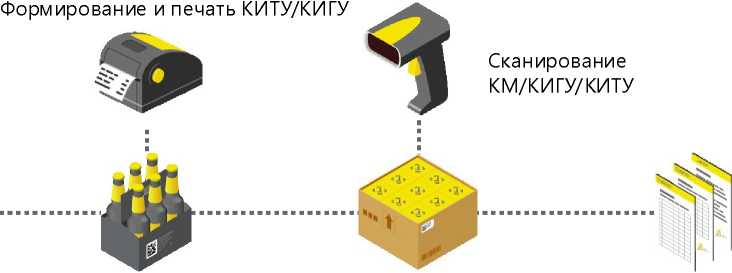 Формирование и печать КИТУ/КИГУ
Сканирование
КМ/КИГУ/КИТУ